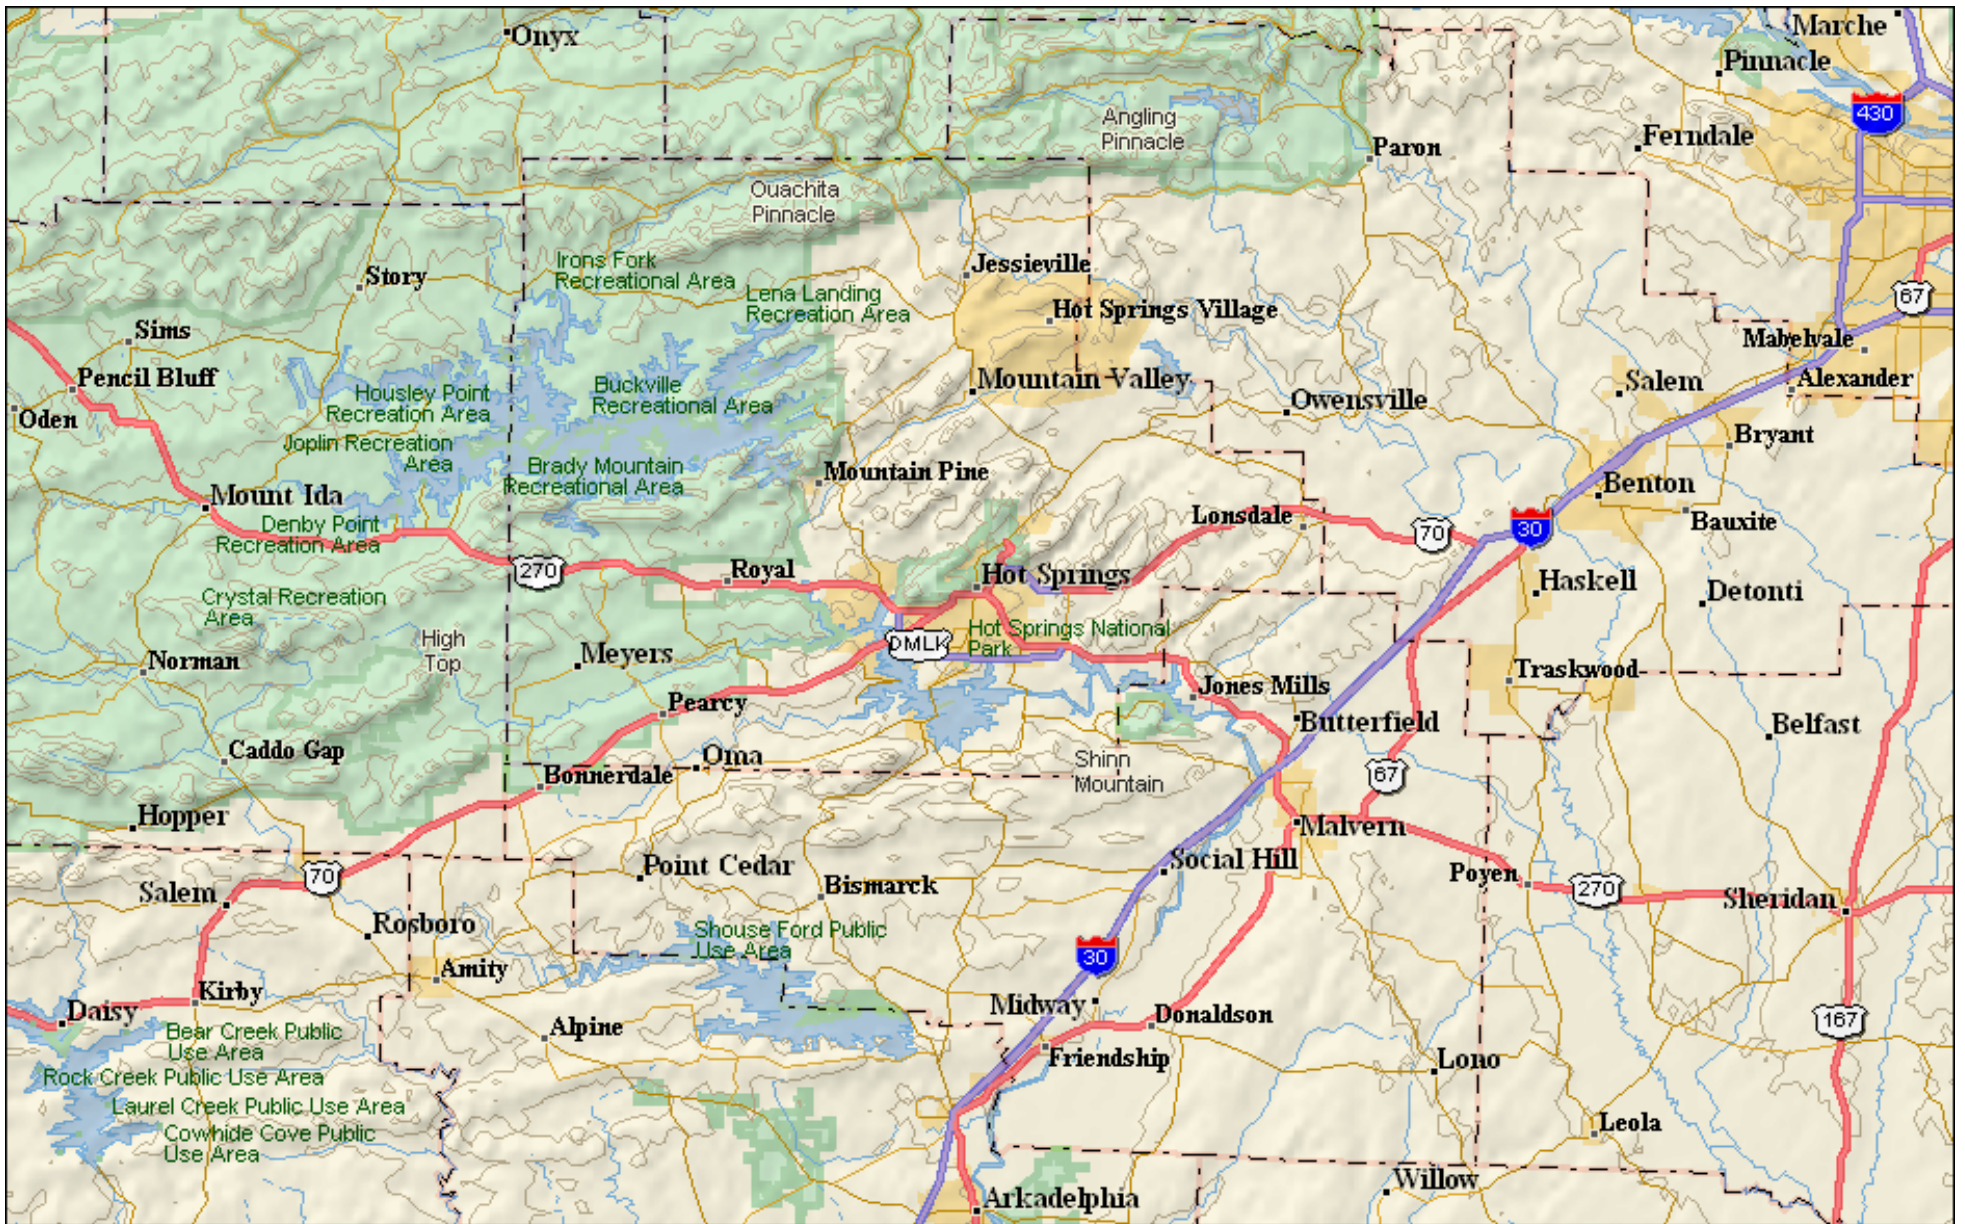 Onyx
Marche
Pinnacle
430
Angling
Pinnacle
Ferndale
Paron
Ouachita
Pinnacle
Irons Fork
Recreational Area
Story
Jessieville
Lena Landing
Recreation Area
67
Hot Springs Village
Sims
Mabelvale
Pencil Bluff
Housley Point
Recreation Area
Buckville
Recreational Area
Mountain Valley
Salem
Alexander
Oden
Owensville
Joplin Recreation
Area
Bryant
Brady Mountain
Recreational Area
Mountain Pine
Mount Ida
Benton
Denby Point
Recreation Area
Lonsdale
70
30
Bauxite
270
Royal
Hot Springs
Haskell
Detonti
Crystal Recreation
Area
High
Top
DMLK
Hot Springs National
Park
Norman
Meyers
Traskwood
Jones Mills
Pearcy
Butterfield
Belfast
Caddo Gap
Oma
Bonnerdale
Shinn
Mountain
67
Hopper
Malvern
Point Cedar
Social Hill
70
Salem
Bismarck
Poyen
270
Sheridan
Rosboro
Shouse Ford Public
Use Area
30
Amity
Kirby
Midway
Daisy
Donaldson
167
Bear Creek Public
Use Area
Alpine
Friendship
Lono
Rock Creek Public Use Area
Laurel Creek Public Use Area
Cowhide Cove Public
Use Area
Leola
Willow
Arkadelphia